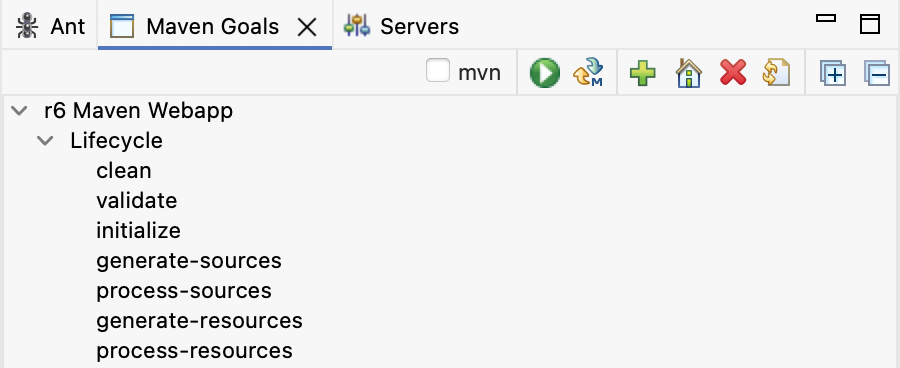 Ant Maven Goals Servers
mvn M
r6 Maven Webapp
Lifecycle
clean
validate
initialize
generate-sources
process-sources
generate-resources
process-resources